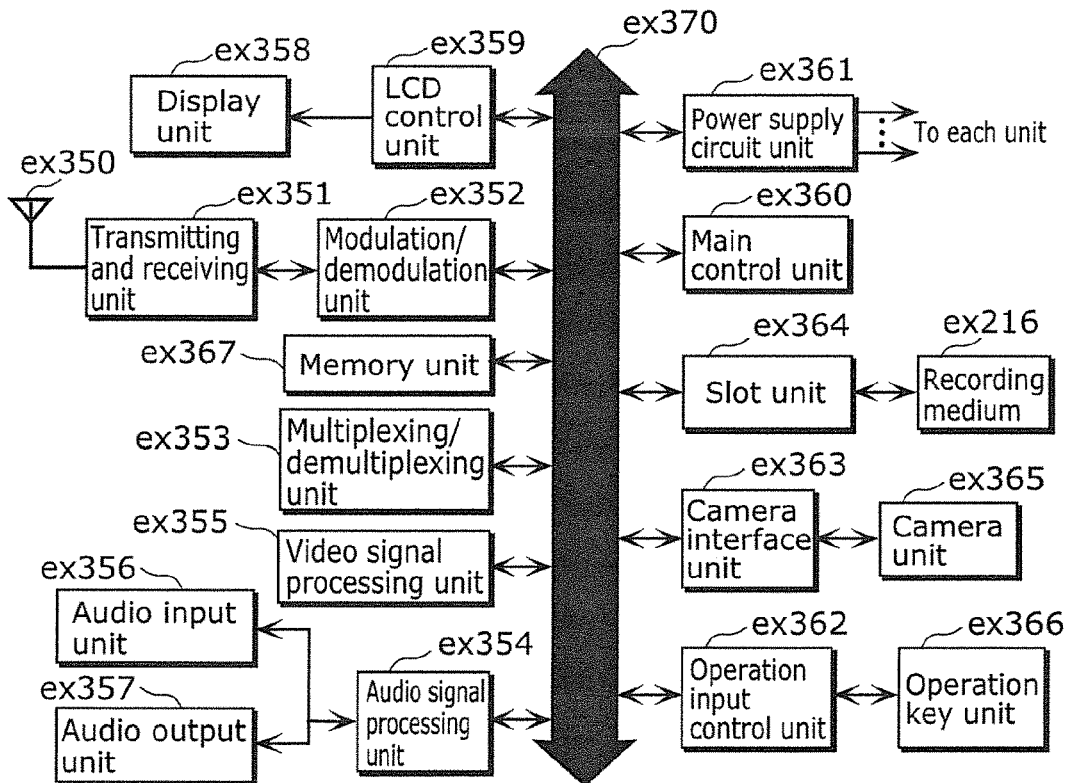 ex370
ex358
ex359
ex361
Display
unit
LCD
control
unit
Power supply
circuit unit
To each unit
ex350
ex351
ex352
ex360
Transmitting
and receiving
unit
Modulation/
demodulation
unit
Main
control unit
ex367
Memory unit
ex364
ex216
Slot unit
Recording
medium
ex353
Multiplexing/
demultiplexing
unit
ex363
ex365
Camera
interface
unit
Camera
unit
ex355
Video signal
processing unit
ex356
Audio input
unit
ex354
ex362
ex366
ex357
Audio output
unit
Audio signal
processing
unit
Operation
input
control unit
Operation
key unit